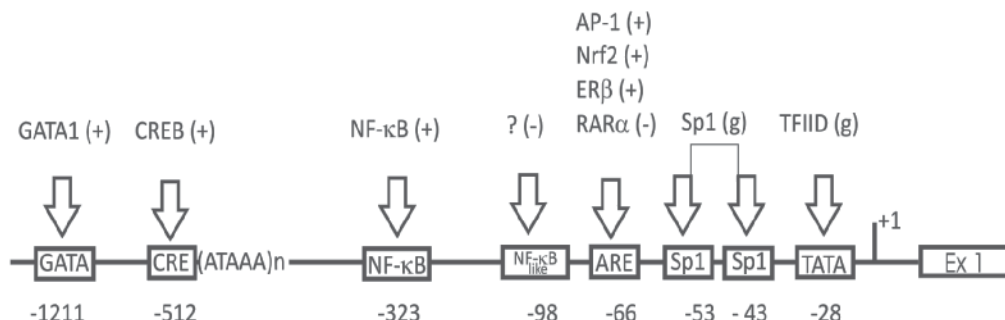 AP-1 (+)
Nrf2 (+)
ERβ (+)
GATA1 (+) CREB (+) NF-κB (+) ? (-) RARα (-) Sp1 (g) TFIID (g)
+1
GATA CRE (ATAAA)n NF-κB NF-κB like ARE Sp1 Sp1 TATA Ex 1
-1211 -512 -323 -98 -66 -53 - 43 -28